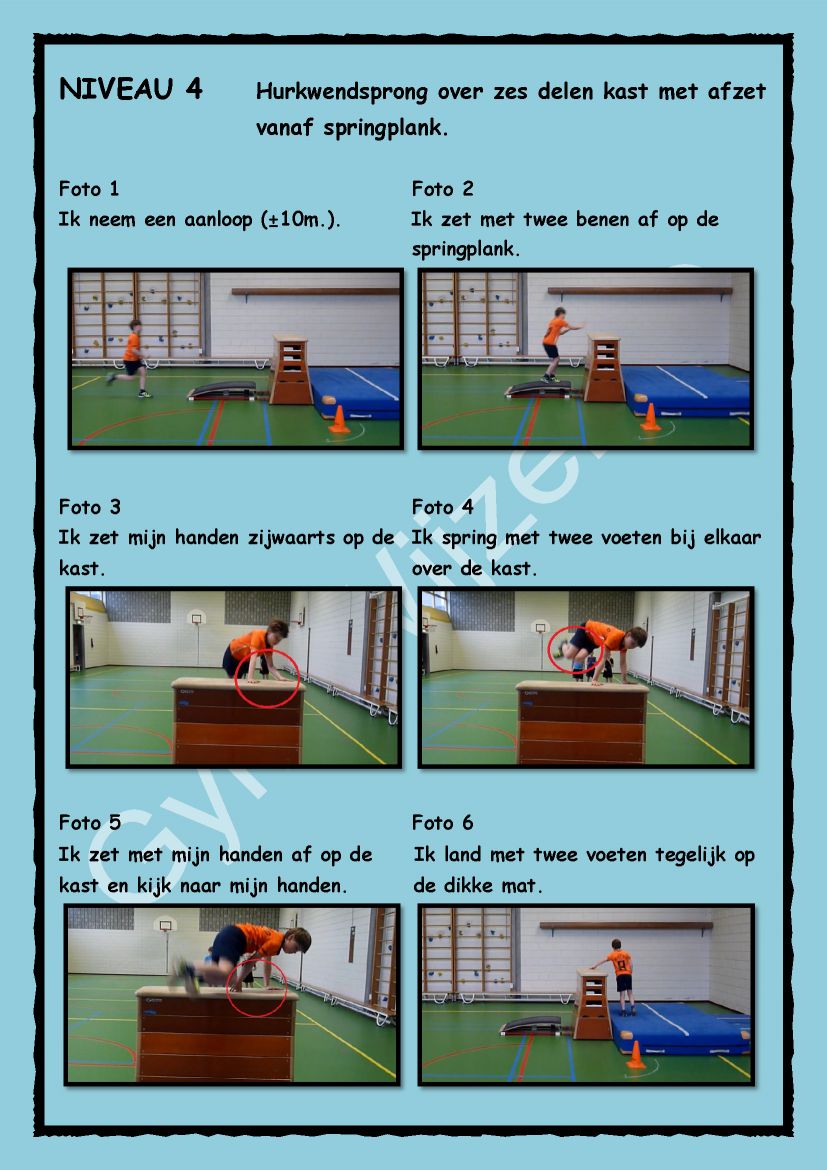 NIVEAU 4
Hurkwendsprong over zes delen kast met afzet
vanaf springplank.
Foto 1
Ik neem een aanloop (±10m.).
Foto 2
Ik zet met twee benen af op de
springplank.
Foto 3
Ik zet mijn handen zijwaarts op de
kast.
Foto 4
Ik spring met twee voeten bij elkaar
over de kast.
Foto 5
Ik zet met mijn handen af op de
kast en kijk naar mijn handen.
Foto 6
Ik land met twee voeten tegelijk op
de dikke mat.
8